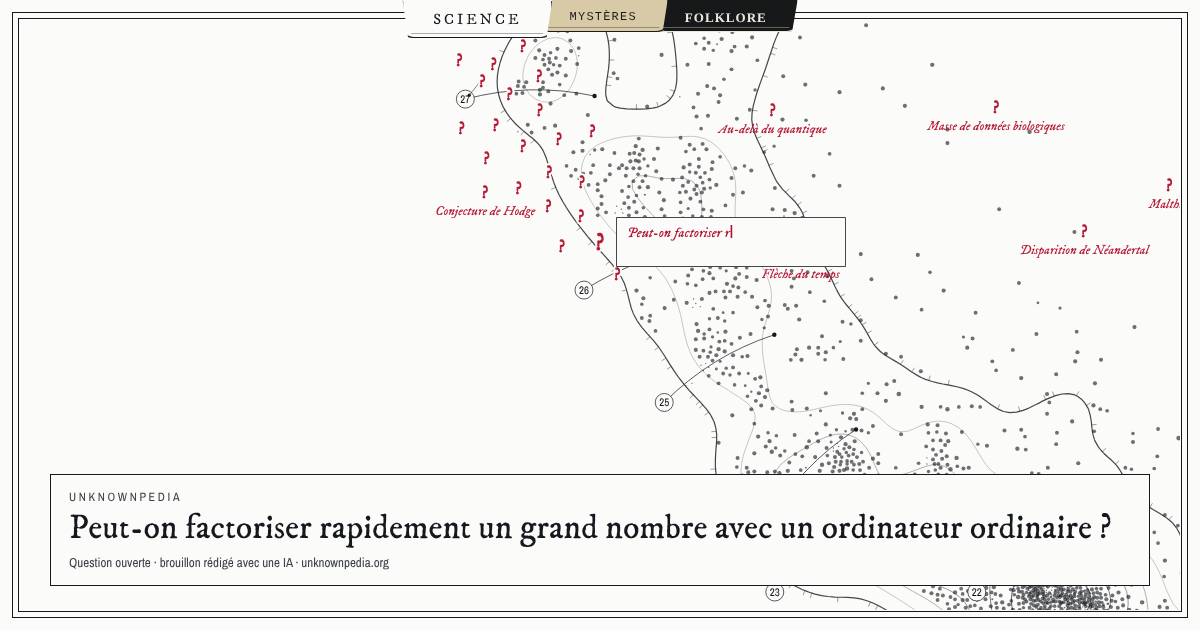 SCIENCE
MYSTÈRES
FOLKLORE
?
?
?
?
?
?
27
?
?
?
Au-delà du quantique
?
Masse de données biologiques
?
?
?
?
?
?
?
?
?
?
?
Malth
Conjecture de Hodge
?
?
?
?
Peut-on factoriser r
?
Disparition de Néandertal
?
Flèche du temps
26
25
UNKNOWNPEDIA
Peut-on factoriser rapidement un grand nombre avec un ordinateur ordinaire ?
Question ouverte · brouillon rédigé avec une IA · unknownpedia.org
23
22